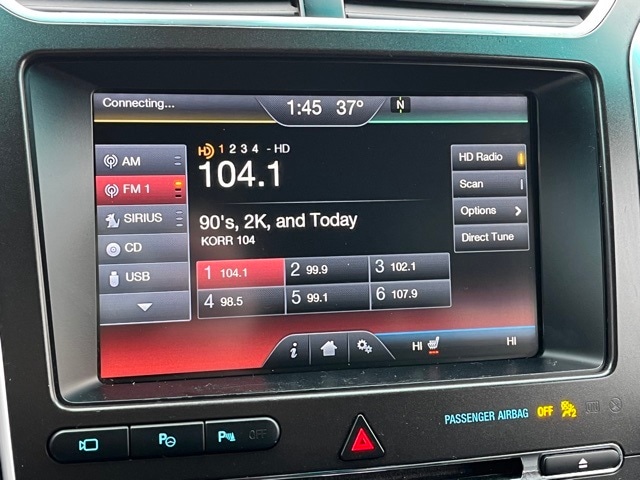 Connecting...
1:45 37° N
HD 1 2 3 4 - HD
104.1
AM
FM 1
SIRIUS
CD
USB
90's, 2K, and Today
KORR 104
1 104.1 2 99.9 3 102.1
4 98.5 5 99.1 6 107.9
HD Radio
Scan
Options
Direct Tune
i
HI HI
PASSENGER AIRBAG OFF
P P OFF